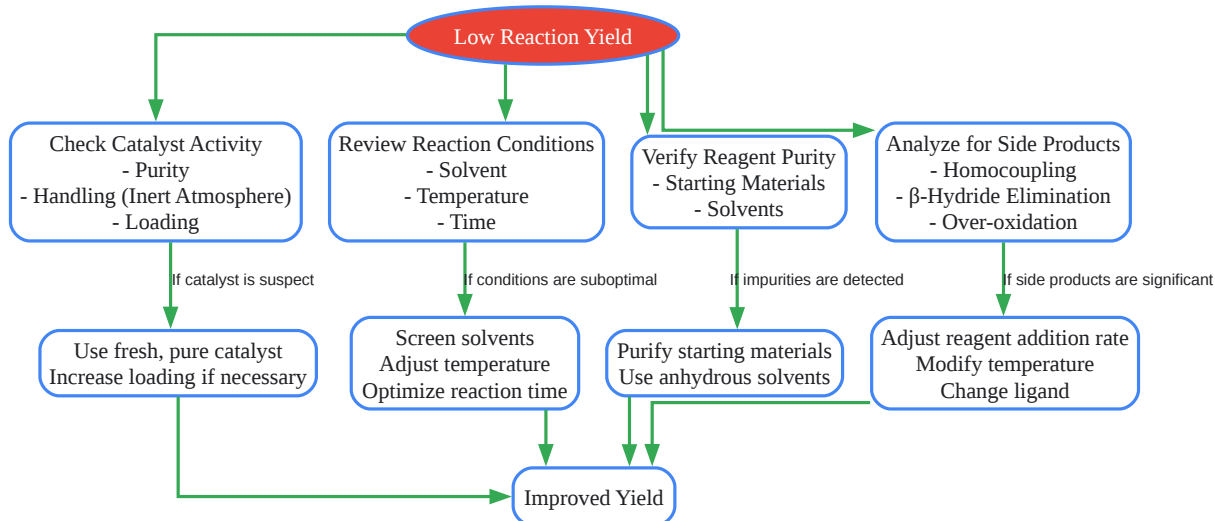 Low Reaction Yield
Check Catalyst Activity
- Purity
- Handling (Inert Atmosphere)
- Loading
Review Reaction Conditions
- Solvent
- Temperature
- Time
Verify Reagent Purity
- Starting Materials
- Solvents
Analyze for Side Products
- Homocoupling
- β-Hydride Elimination
- Over-oxidation
If catalyst is suspect
If conditions are suboptimal
If impurities are detected
If side products are significant
Use fresh, pure catalyst
Increase loading if necessary
Screen solvents
Adjust temperature
Optimize reaction time
Purify starting materials
Use anhydrous solvents
Adjust reagent addition rate
Modify temperature
Change ligand
Improved Yield